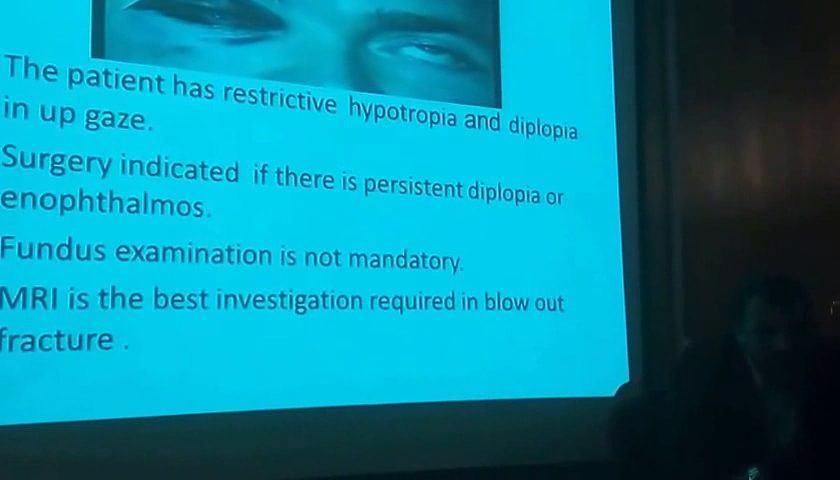 The patient has restrictive hypotropia and diplopia
in up gaze.
Surgery indicated if there is persistent diplopia or
enophthalmos.
Fundus examination is not mandatory.
MRI is the best investigation required in blow out
fracture .